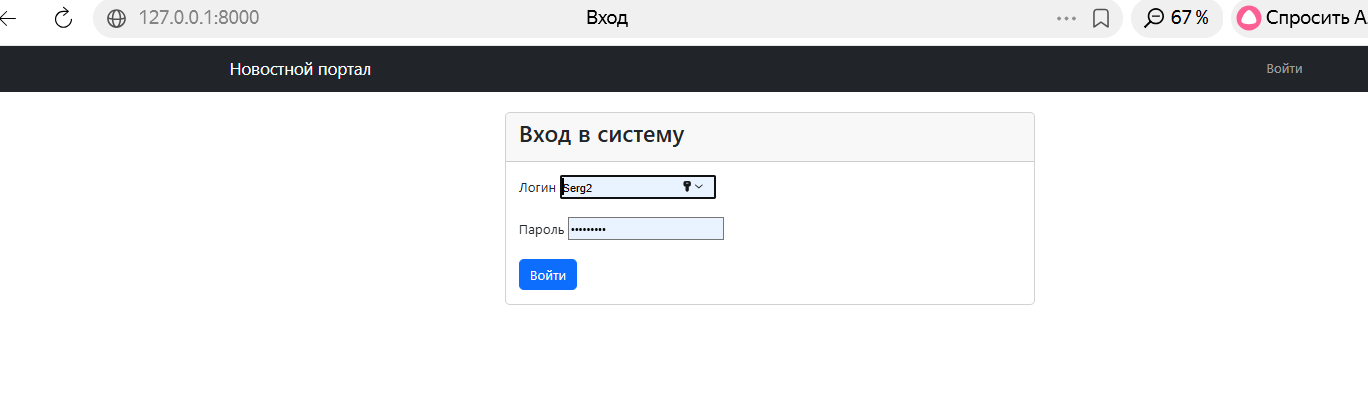 127.0.0.1:8000 Вход 67 % Спросить А
Новостной портал Войти
Вход в систему
Логин Serg2
Пароль •••••••••
Войти